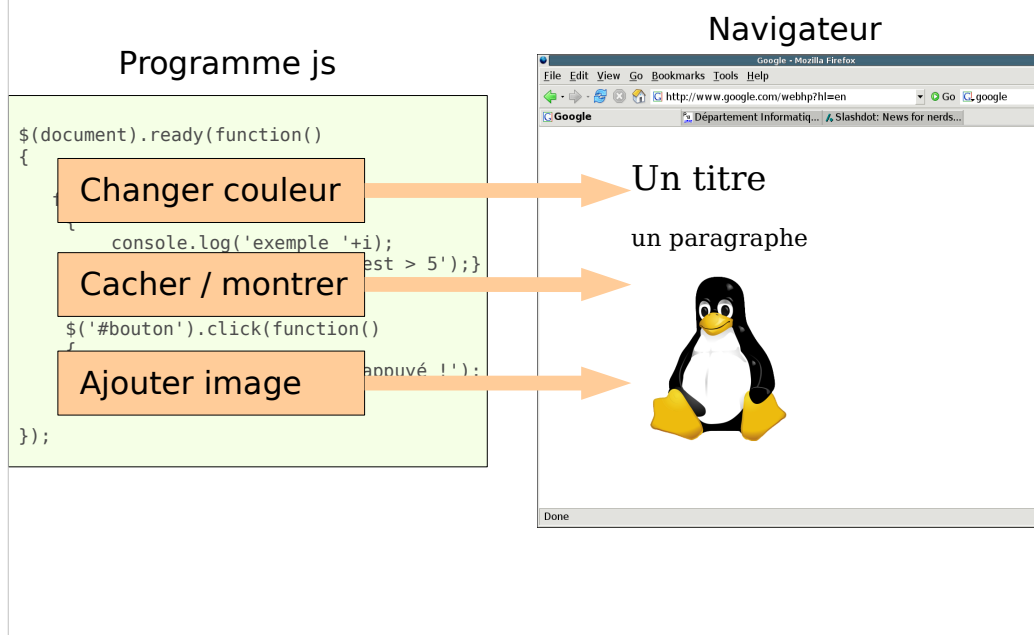 Programme js
$(document).ready(function()
{
Changer couleur
{
console.log('exemple '+i);
est > 5');}
Cacher / montrer
$('#bouton').click(function()
{
appuyé !');
Ajouter image
});
Navigateur
Google - Mozilla Firefox
File Edit View Go Bookmarks Tools Help
http://www.google.com/webhp?hl=en Go google
Google Département Informatiq... Slashdot: News for nerds...
Un titre
un paragraphe
Done